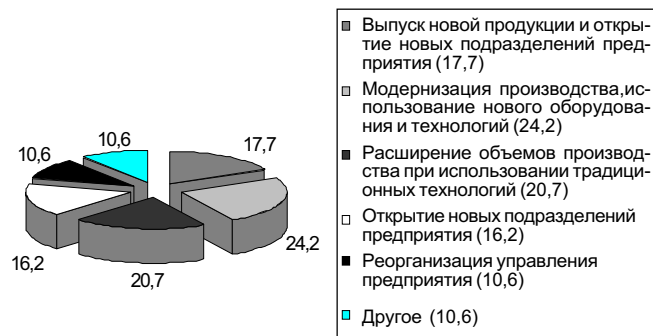 10,6
10,6
17,7
16,2
20,7
24,2
Выпуск новой продукции и откры-
тие новых подразделений пред-
приятия (17,7)
Модернизация производства,ис-
пользование нового оборудова-
ния и технологий (24,2)
Расширение объемов производ-
ства при использовании традици-
онных технологий (20,7)
Открытие новых подразделений
предприятия (16,2)
Реорганизация управления
предприятия (10,6)
Другое (10,6)